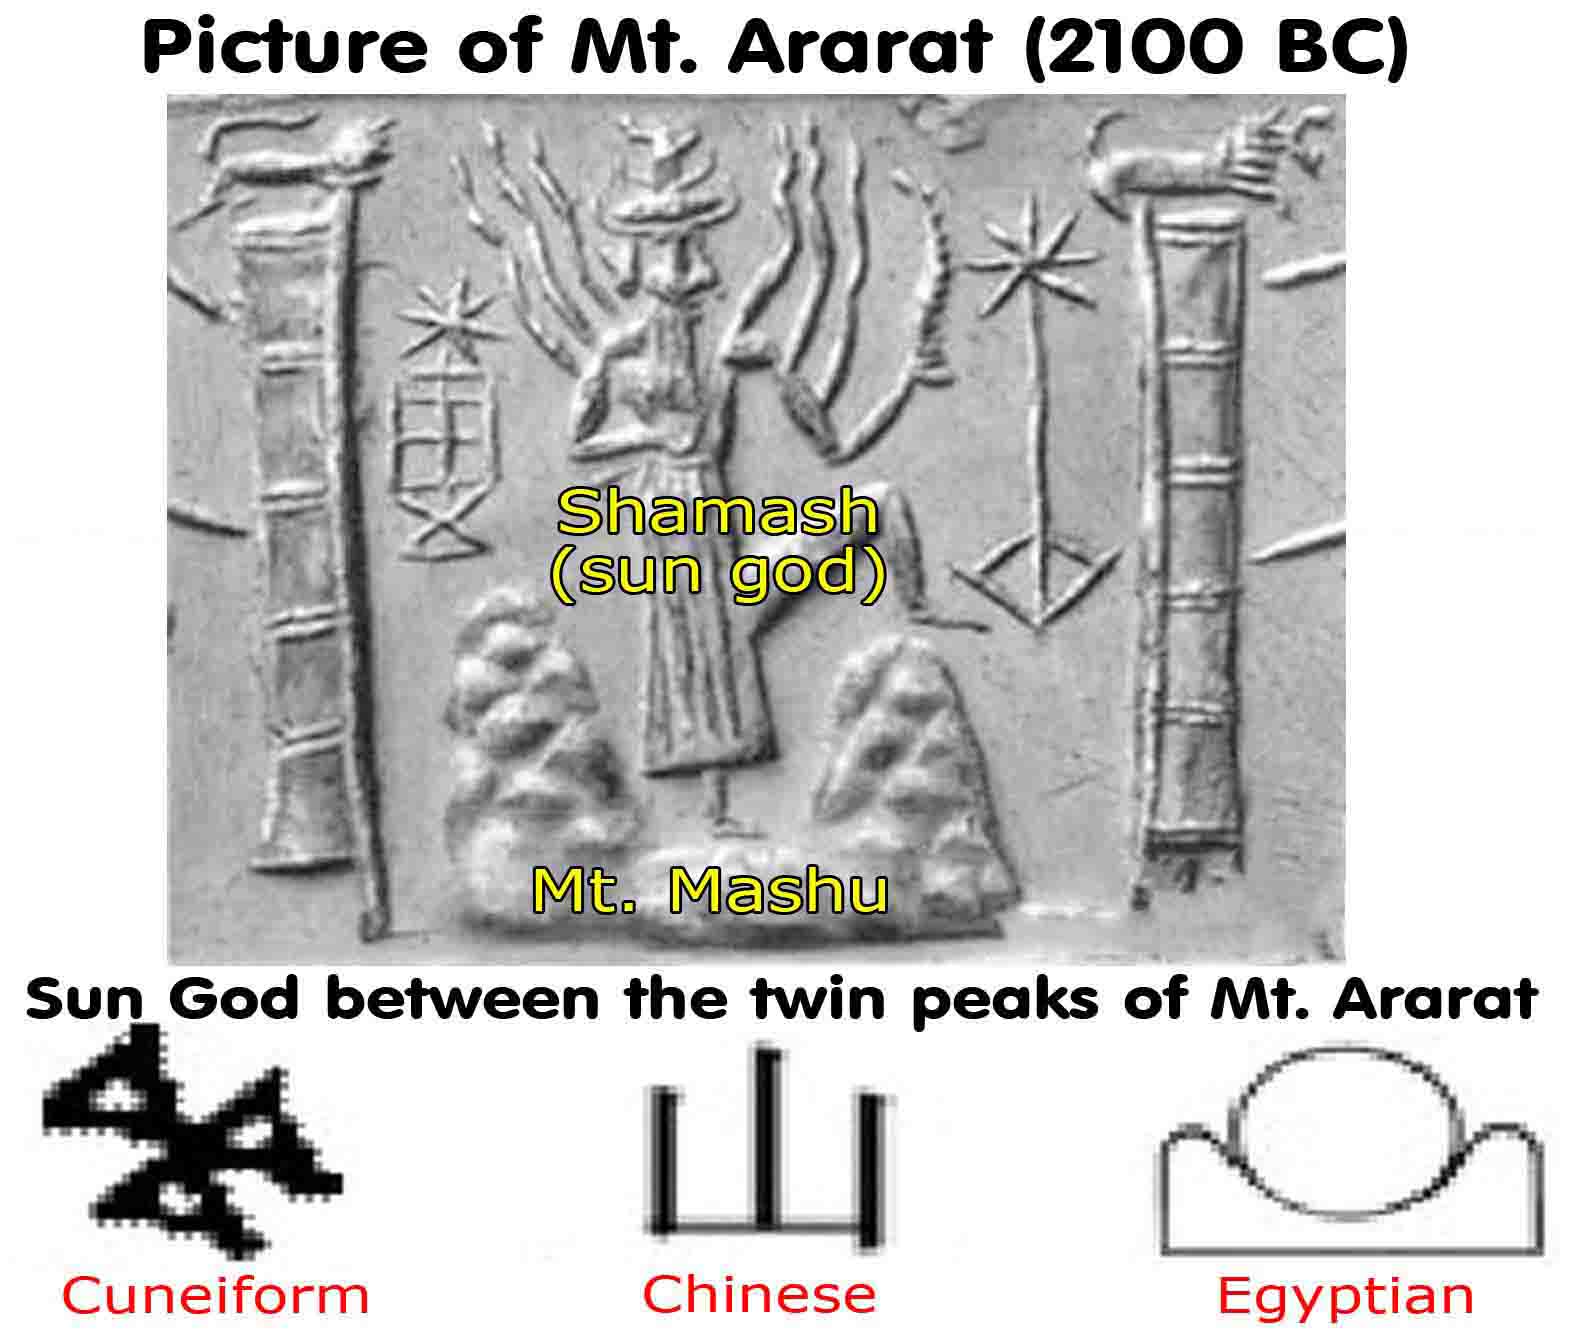 Picture of Mt. Ararat (2100 BC)
Shamash
(sun god)
Mt. Mashu
Sun God between the twin peaks of Mt. Ararat
山
Cuneiform
Chinese
Egyptian